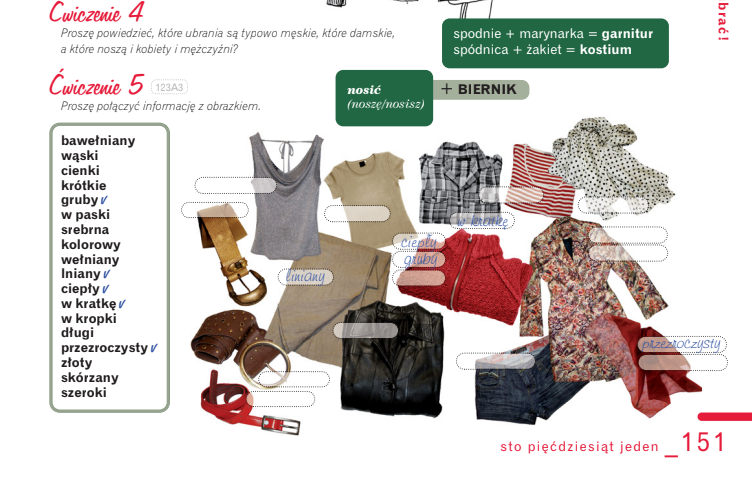 Ćwiczenie 4
Proszę powiedzieć, które ubrania są typowo męskie, które damskie,
a które noszą i kobiety i mężczyźni?
spodnie + marynarka = garnitur
spódnica + żakiet = kostium
brać!
Ćwiczenie 5 123A3
Proszę połączyć informację z obrazkiem.
nosić
(noszę/nosisz)
+ BIERNIK
bawełniany
wąski
cienki
krótkie
gruby
w paski
srebrna
kolorowy
wełniany
lniany
ciepły
w kratkę
w kropki
długi
przezroczysty
złoty
skórzany
szeroki
w kratkę
ciepły
gruby
liniany
przezroczysty
sto pięćdziesiąt jeden _151